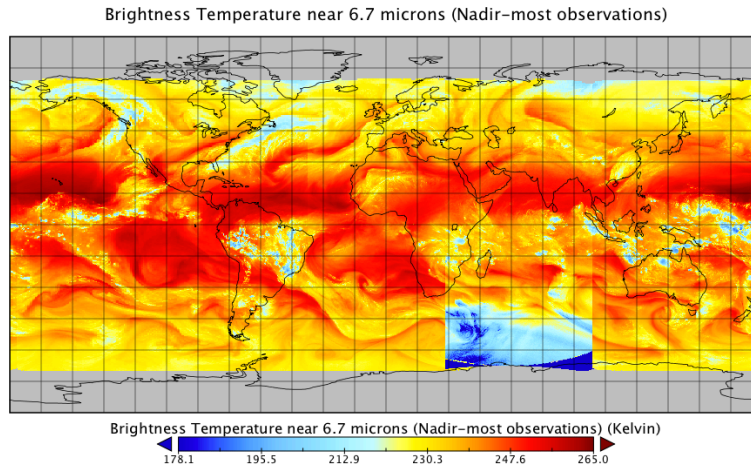 Brightness Temperature near 6.7 microns (Nadir-most observations)
Brightness Temperature near 6.7 microns (Nadir-most observations) (Kelvin)
178.1 195.5 212.9 230.3 247.6 265.0